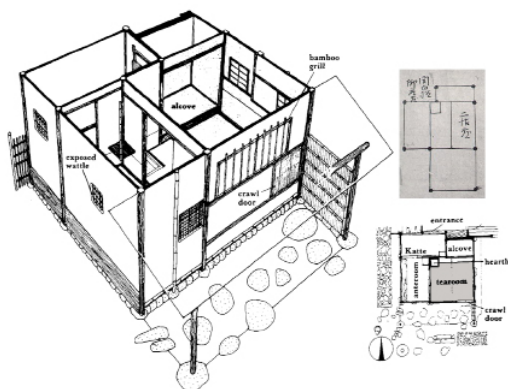 bamboo
grill
alcove
exposed
wattle
crawl
door
entrance
Katte
alcove
hearth
anteroom
tearoom
crawl
door